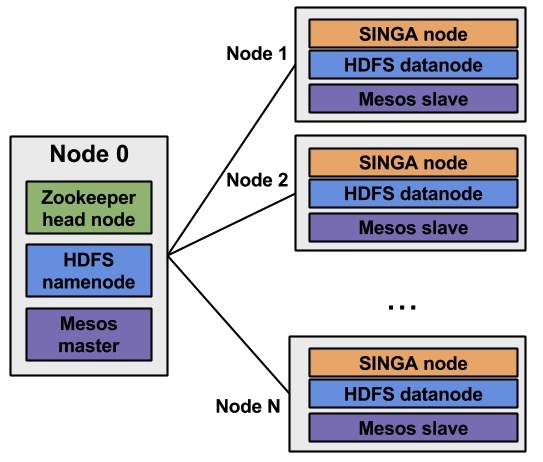 Node 0
Zookeeper
head node
HDFS
namenode
Mesos
master
Node 1
SINGA node
HDFS datanode
Mesos slave
Node 2
SINGA node
HDFS datanode
Mesos slave
...
Node N
SINGA node
HDFS datanode
Mesos slave